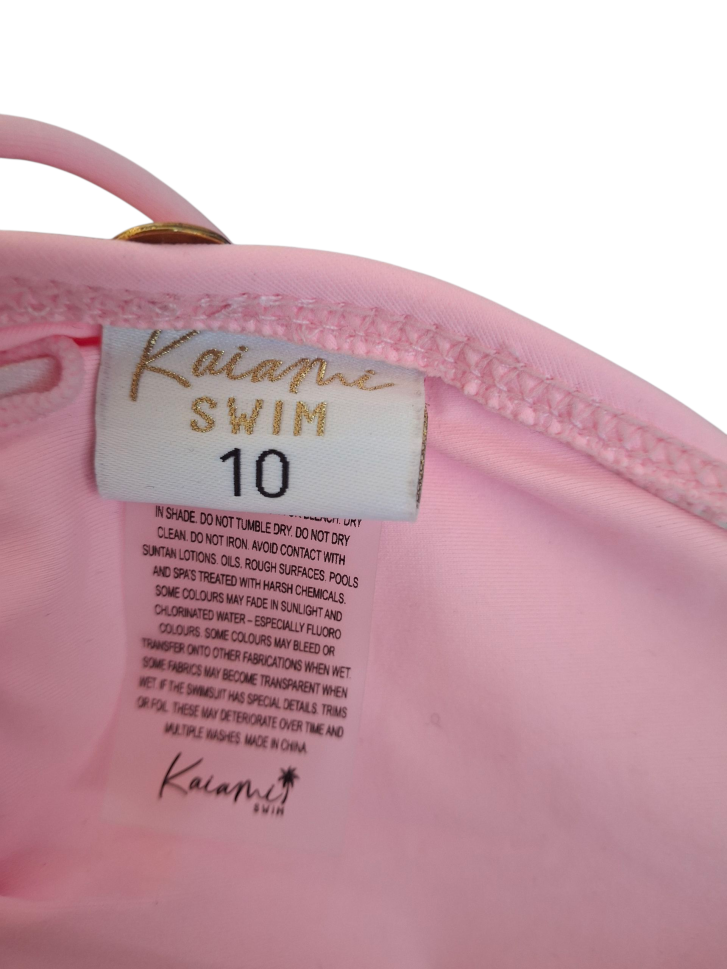 Kaiami
SWIM
10
OR BLEACH. DRY
IN SHADE. DO NOT TUMBLE DRY. DO NOT DRY
CLEAN. DO NOT IRON. AVOID CONTACT WITH
SUNTAN LOTIONS. OILS. ROUGH SURFACES. POOLS
AND SPA'S TREATED WITH HARSH CHEMICALS.
SOME COLOURS MAY FADE IN SUNLIGHT AND
CHLORINATED WATER – ESPECIALLY FLUORO
COLOURS. SOME COLOURS MAY BLEED OR
TRANSFER ONTO OTHER FABRICATIONS WHEN WET.
SOME FABRICS MAY BECOME TRANSPARENT WHEN
WET. IF THE SWIMSUIT HAS SPECIAL DETAILS. TRIMS
OR FOIL. THESE MAY DETERIORATE OVER TIME AND
MULTIPLE WASHES. MADE IN CHINA.
Kaiami
SWIM